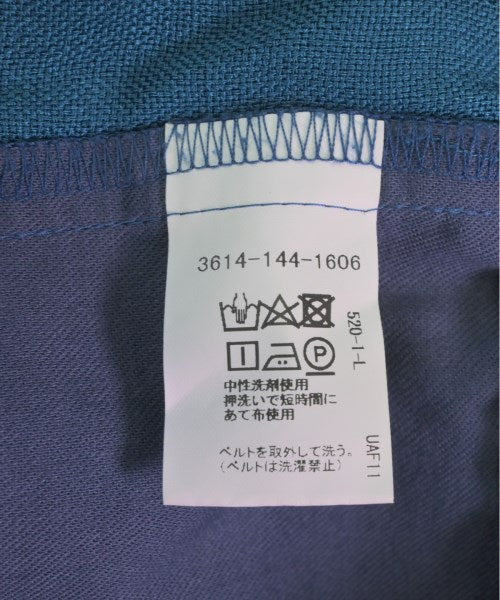 3614-144-1606
P
520-1-L
中性洗剤使用
押洗いで短時間に
あて布使用
ベルトを取外して洗う。
(ベルトは洗濯禁止)
UAF11